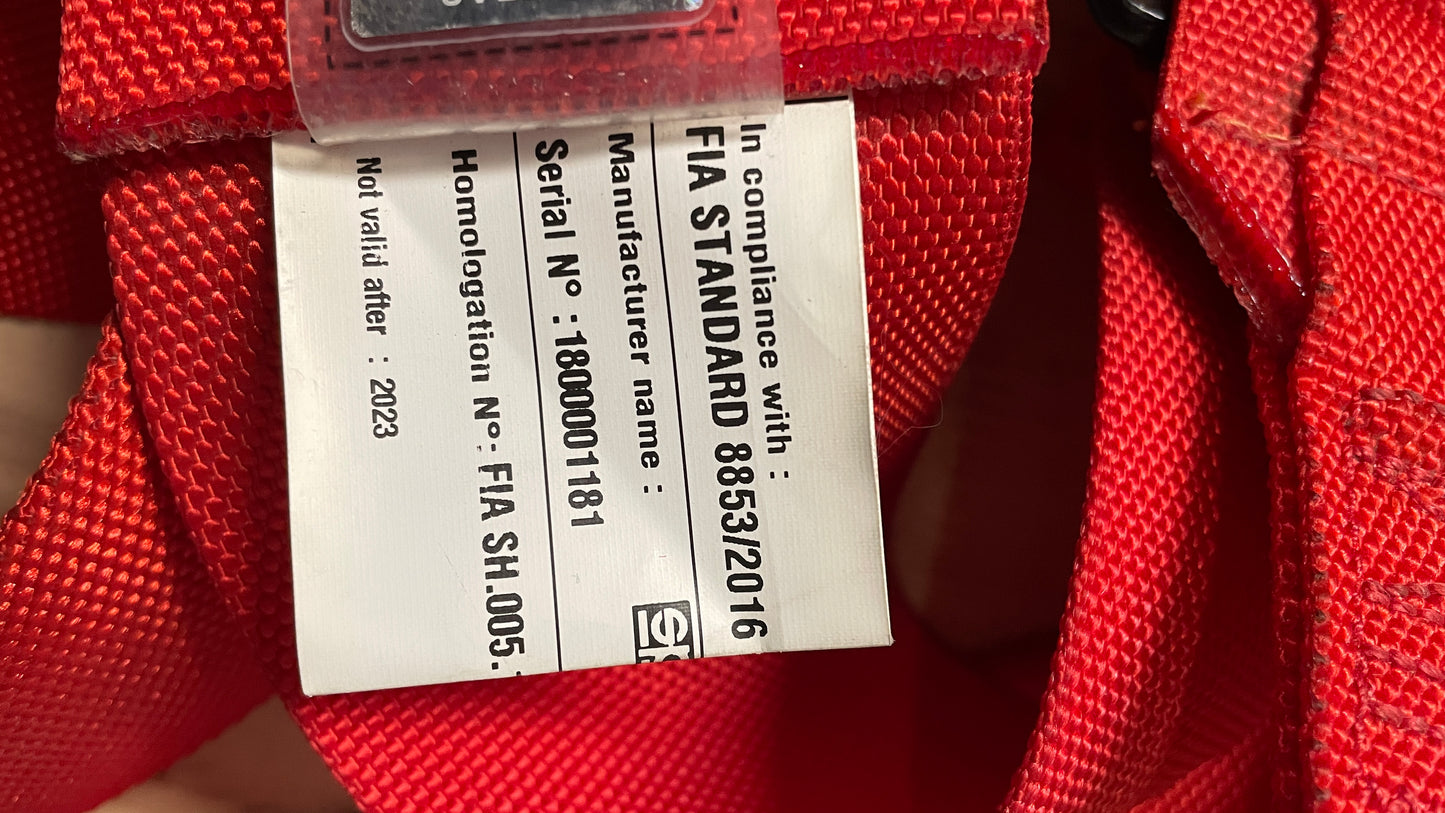 In compliance with :
FIA STANDARD 8853/2016
Manufacturer name :
Serial N° : 1800001181
Homologation N°: FIA SH.005.
Not valid after : 2023